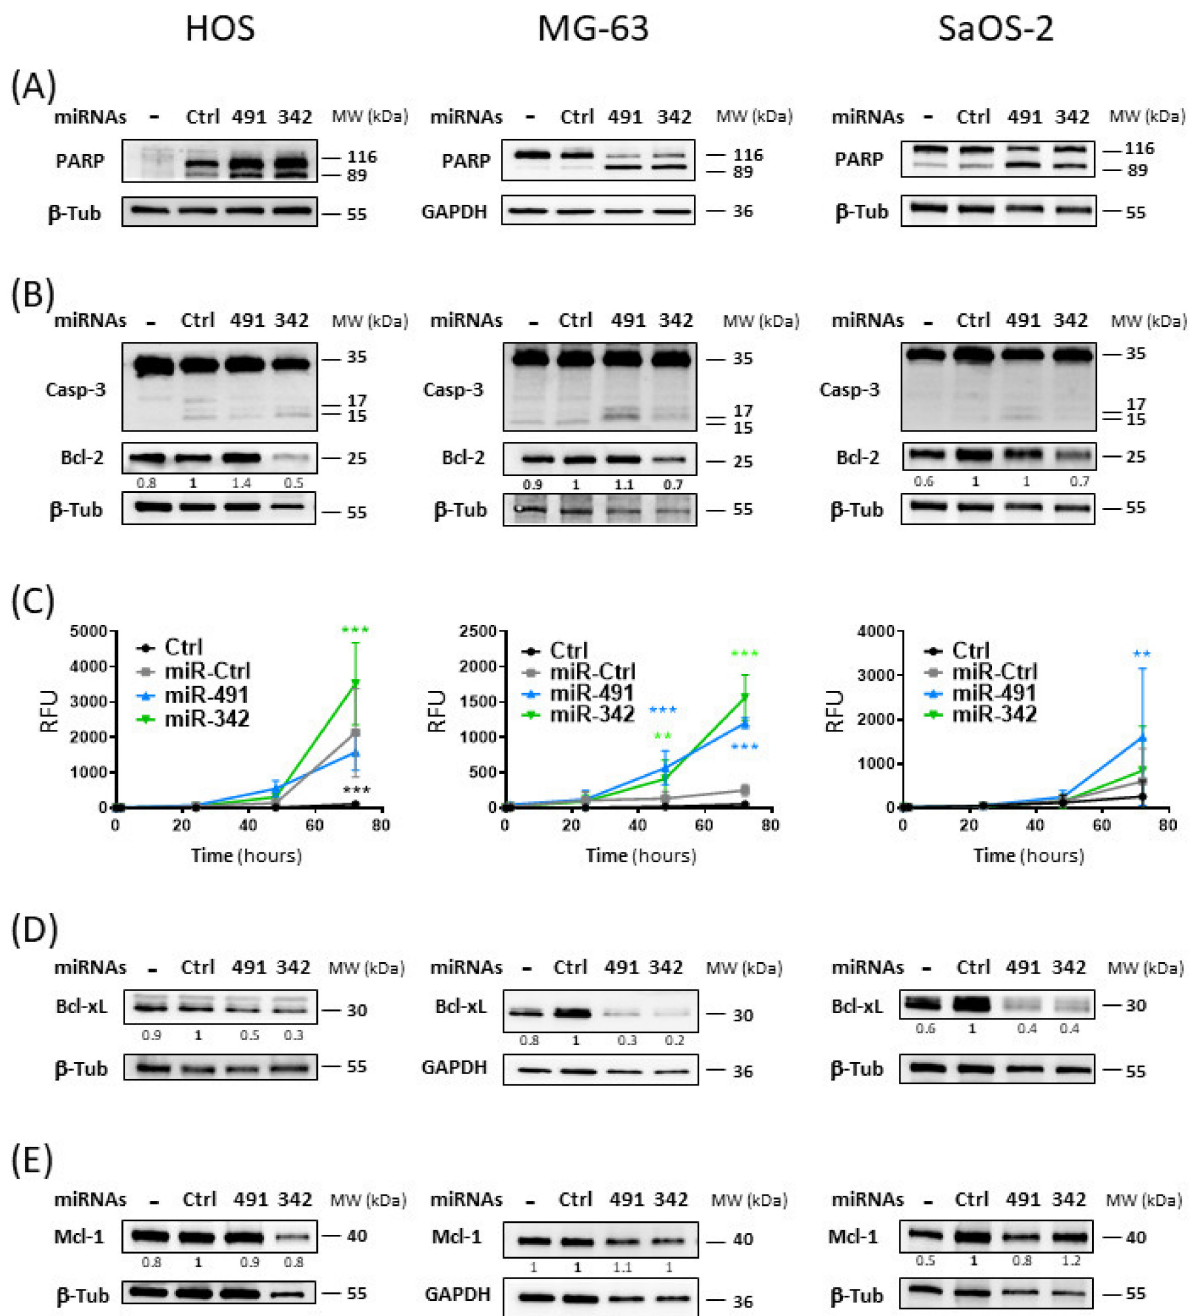 HOS MG-63 SaOS-2
(A)
miRNAs - Ctrl 491 342 MW (kDa) miRNAs - Ctrl 491 342 MW (kDa) miRNAs - Ctrl 491 342 MW (kDa)
PARP 116 PARP 116 PARP 116
89 89 89
β-Tub 55 GAPDH 36 β-Tub 55
(B)
miRNAs - Ctrl 491 342 MW (kDa) miRNAs - Ctrl 491 342 MW (kDa) miRNAs - Ctrl 491 342 MW (kDa)
35 35 35
Casp-3 17 Casp-3 17 Casp-3 17
15 15 15
Bcl-2 25 Bcl-2 25 Bcl-2 25
0.8 1 1.4 0.5 0.9 1 1.1 0.7 0.6 1 1 0.7
β-Tub 55 β-Tub 55 β-Tub 55
(C)
5000 *** 2500 4000 **
4000 2000 *** 3000
3000 1500 2000
2000 1000 *** 1000
1000 500 ** *** 0
0 *** 0
Ctrl Ctrl Ctrl
miR-Ctrl miR-Ctrl miR-Ctrl
miR-491 miR-491 miR-491
miR-342 miR-342 miR-342
RFU RFU RFU
0 20 40 60 80 0 20 40 60 80 0 20 40 60 80
Time (hours) Time (hours) Time (hours)
(D)
miRNAs - Ctrl 491 342 MW (kDa) miRNAs - Ctrl 491 342 MW (kDa) miRNAs - Ctrl 491 342 MW (kDa)
Bcl-xL 30 Bcl-xL 30 Bcl-xL 30
0.9 1 0.5 0.3 0.8 1 0.3 0.2 0.6 1 0.4 0.4
β-Tub 55 GAPDH 36 β-Tub 55
(E)
miRNAs - Ctrl 491 342 MW (kDa) miRNAs - Ctrl 491 342 MW (kDa) miRNAs - Ctrl 491 342 MW (kDa)
Mcl-1 40 Mcl-1 40 Mcl-1 40
0.8 1 0.9 0.8 1 1 1.1 1 0.5 1 0.8 1.2
β-Tub 55 GAPDH 36 β-Tub 55